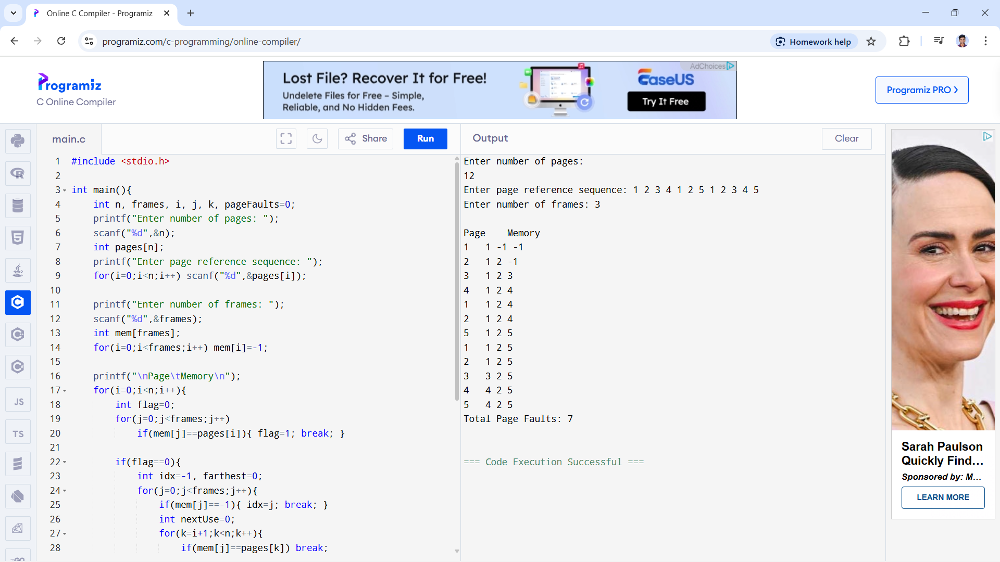 Online C Compiler - Programiz
programiz.com/c-programming/online-compiler/
Homework help
Programiz
C Online Compiler
Lost File? Recover It for Free!
Undelete Files for Free – Simple,
Reliable, and No Hidden Fees.
AdChoices
EaseUS
Try It Free
Programiz PRO
main.c
Share
Run
Output
Clear
1 #include <stdio.h>
2
3 int main(){
4     int n, frames, i, j, k, pageFaults=0;
5     printf("Enter number of pages: ");
6     scanf("%d",&n);
7     int pages[n];
8     printf("Enter page reference sequence: ");
9     for(i=0;i<n;i++) scanf("%d",&pages[i]);
10
11     printf("Enter number of frames: ");
12     scanf("%d",&frames);
13     int mem[frames];
14     for(i=0;i<frames;i++) mem[i]=-1;
15
16     printf("\nPage\tMemory\n");
17     for(i=0;i<n;i++){
18         int flag=0;
19         for(j=0;j<frames;j++)
20             if(mem[j]==pages[i]){ flag=1; break; }
21
22         if(flag==0){
23             int idx=-1, farthest=0;
24             for(j=0;j<frames;j++){
25                 if(mem[j]==-1){ idx=j; break; }
26                 int nextUse=0;
27                 for(k=i+1;k<n;k++){
28                     if(mem[j]==pages[k]) break;
Enter number of pages:
12
Enter page reference sequence: 1 2 3 4 1 2 5 1 2 3 4 5
Enter number of frames: 3
Page    Memory
1   1 -1 -1
2   1 2 -1
3   1 2 3
4   1 2 4
1   1 2 4
2   1 2 4
5   1 2 5
1   1 2 5
2   1 2 5
3   3 2 5
4   4 2 5
5   4 2 5
Total Page Faults: 7
=== Code Execution Successful ===
JS
TS
Sarah Paulson
Quickly Find...
Sponsored by: M...
LEARN MORE